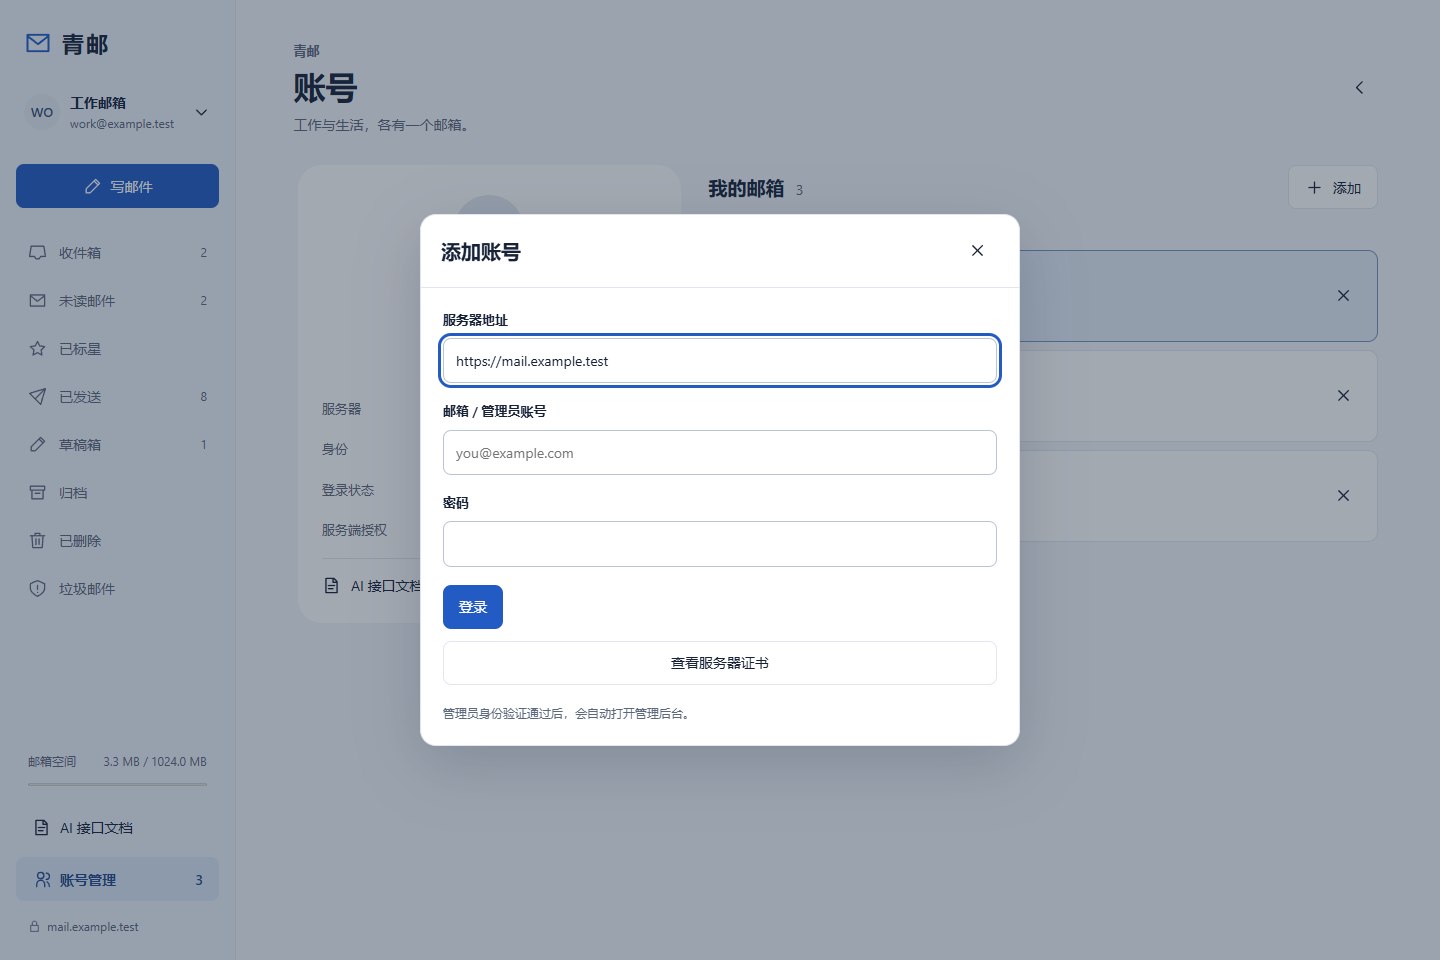 青邮
WO
工作邮箱
work@example.test
写邮件
收件箱 2
未读邮件 2
已标星
已发送 8
草稿箱 1
归档
已删除
垃圾邮件
邮箱空间 3.3 MB / 1024.0 MB
AI 接口文档
账号管理 3
mail.example.test
青邮
账号
工作与生活，各有一个邮箱。
服务器
身份
登录状态
服务端授权
AI 接口文档
我的邮箱 3
添加
添加账号
服务器地址
https://mail.example.test
邮箱 / 管理员账号
you@example.com
密码
登录
查看服务器证书
管理员身份验证通过后，会自动打开管理后台。